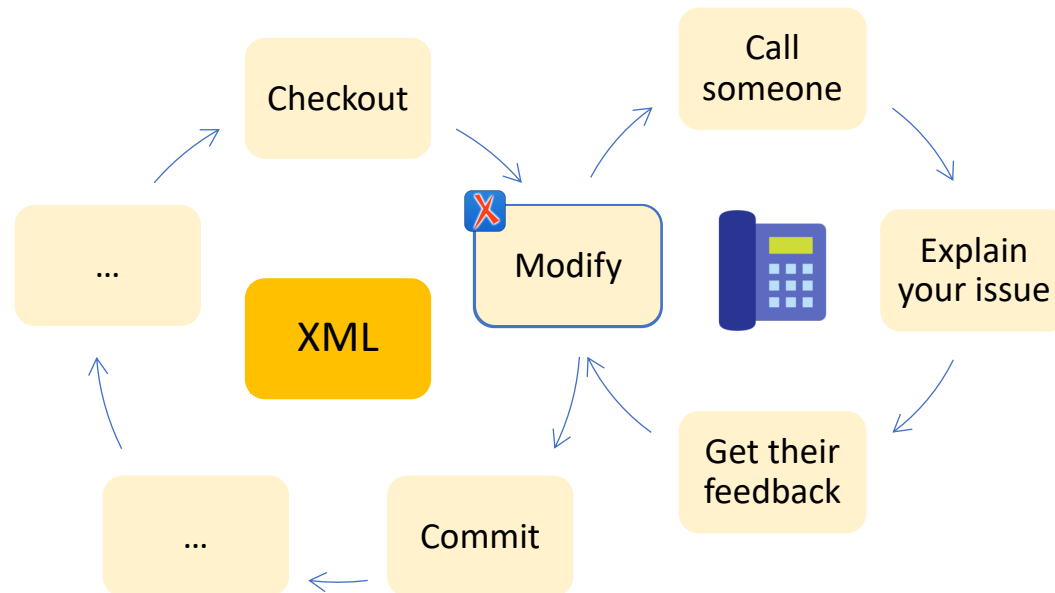 Call
someone
Checkout
...
Modify
Explain
your issue
XML
Get their
feedback
...
Commit